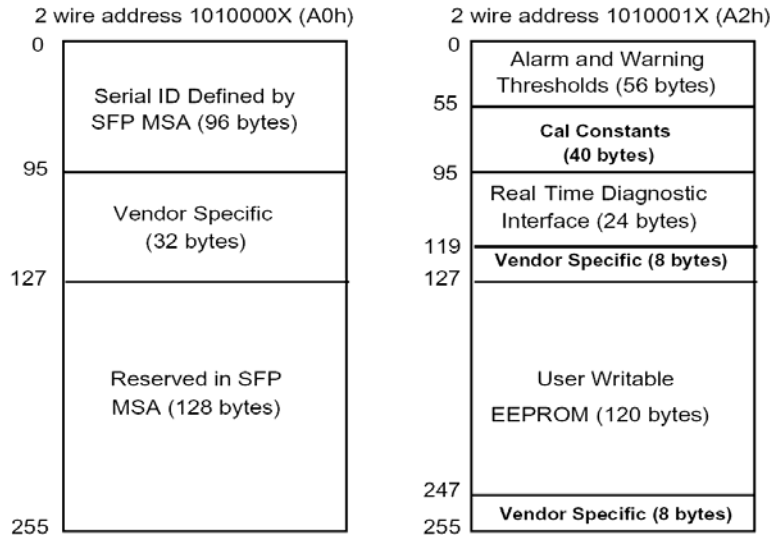 2 wire address 1010000X (A0h)
0
Serial ID Defined by
SFP MSA (96 bytes)
95
Vendor Specific
(32 bytes)
127
Reserved in SFP
MSA (128 bytes)
255
2 wire address 1010001X (A2h)
0
Alarm and Warning
Thresholds (56 bytes)
55
Cal Constants
(40 bytes)
95
Real Time Diagnostic
Interface (24 bytes)
119
Vendor Specific (8 bytes)
127
User Writable
EEPROM (120 bytes)
247
Vendor Specific (8 bytes)
255